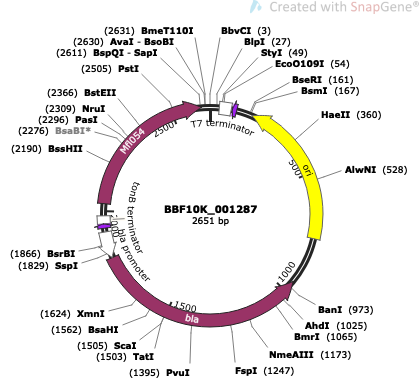 Created with SnapGene®
(2631) BmeT110I
(2630) AvaI - BsoBI
(2611) BspQI - SapI
(2505) PstI
(2366) BstEII
(2309) NruI
(2296) PasI
(2276) BsaBI*
(2190) BssHII
(1866) BsrBI
(1829) SspI
(1624) XmnI
(1562) BsaHI
(1505) ScaI
(1503) TatI
(1395) PvuI
BbvCI (3)
BlpI (27)
StyI (49)
EcoO109I (54)
BseRI (161)
BsmI (167)
HaeII (360)
AlwNI (528)
BanI (973)
AhdI (1025)
BmrI (1065)
NmeAIII (1173)
FspI (1247)
T7 terminator
Mfl054
ori
tonB terminator
bla promoter
bla
500
1000
1500
2000
2500
BBF10K_001287
2651 bp